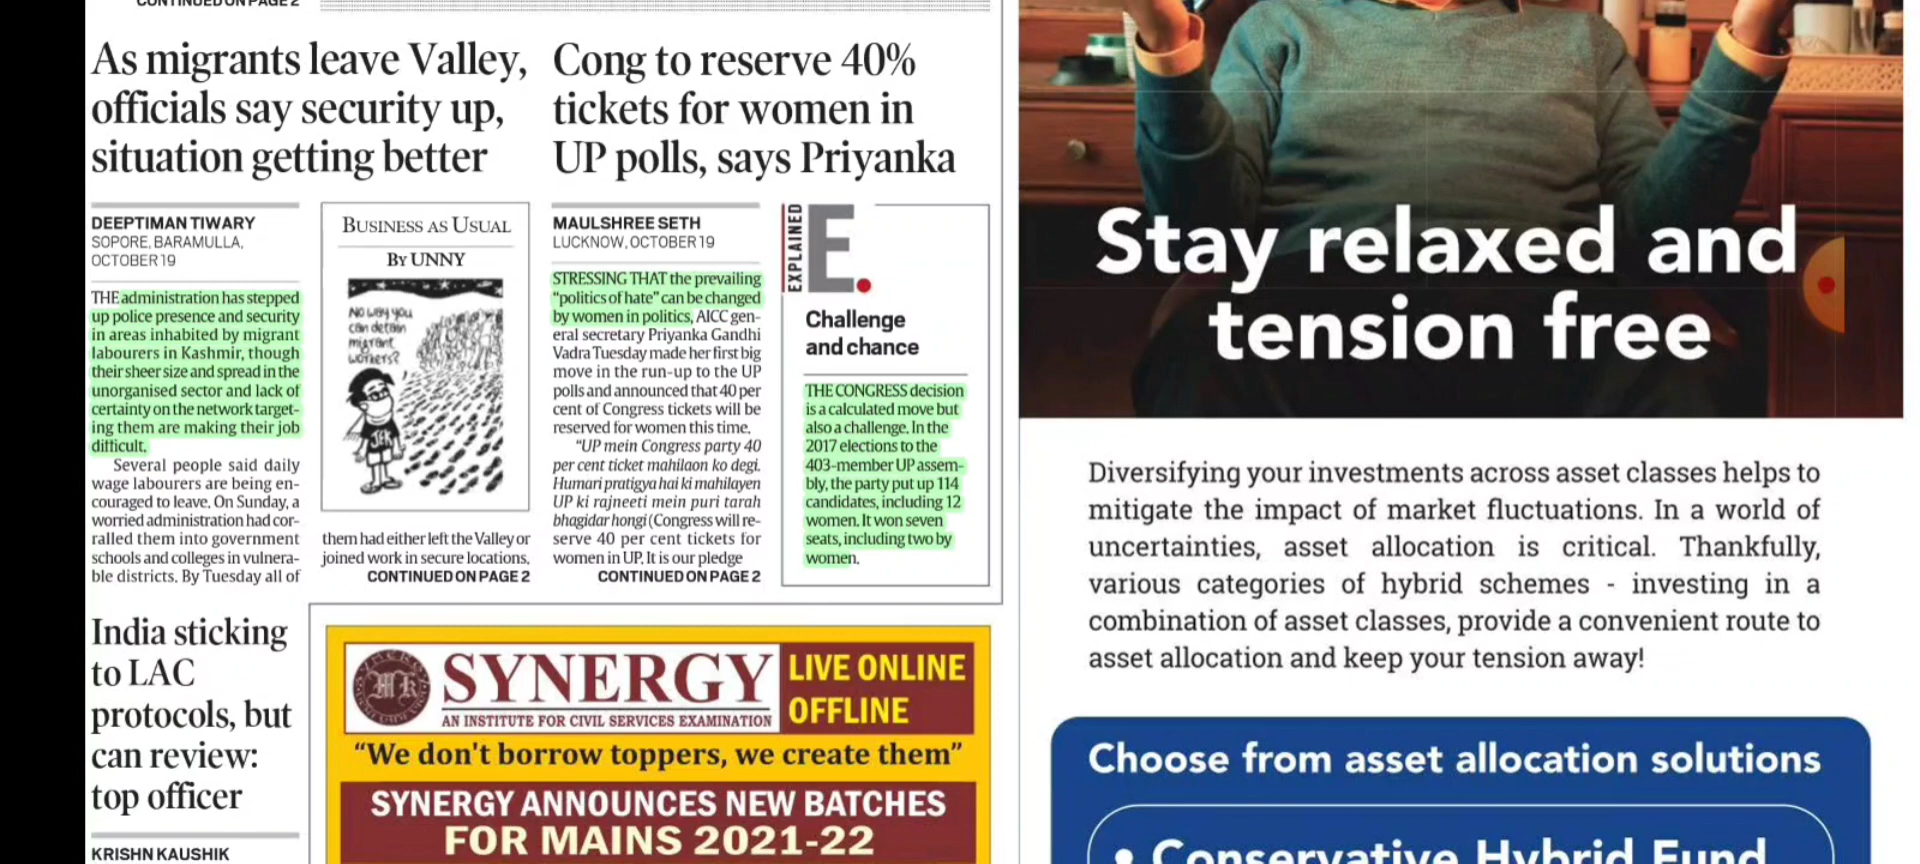 CONTINUED ON PAGE 2
As migrants leave Valley,
officials say security up,
situation getting better
DEEPTIMAN TIWARY
SOPORE, BARAMULLA,
OCTOBER 19
THE administration has stepped
up police presence and security
in areas inhabited by migrant
labourers in Kashmir, though
their sheer size and spread in the
unorganised sector and lack of
certainty on the network target-
ing them are making their job
difficult.
Several people said daily
wage labourers are being en-
couraged to leave. On Sunday, a
worried administration had cor-
ralled them into government
schools and colleges in vulnera-
ble districts. By Tuesday all of
BUSINESS AS USUAL
BY UNNY
No way you
can detain
migrant
workers?
JFK
them had either left the Valley or
joined work in secure locations.
CONTINUED ON PAGE 2
Cong to reserve 40%
tickets for women in
UP polls, says Priyanka
MAULSHREE SETH
LUCKNOW, OCTOBER 19
STRESSING THAT the prevailing
“politics of hate” can be changed
by women in politics, AICC gen-
eral secretary Priyanka Gandhi
Vadra Tuesday made her first big
move in the run-up to the UP
polls and announced that 40 per
cent of Congress tickets will be
reserved for women this time.
“UP mein Congress party 40
per cent ticket mahilaon ko degi.
Humari pratigya hai ki mahilayen
UP ki rajneeti mein puri tarah
bhagidar hongi (Congress will re-
serve 40 per cent tickets for
women in UP. It is our pledge
CONTINUED ON PAGE 2
EXPLAINED
E.
Challenge
and chance
THE CONGRESS decision
is a calculated move but
also a challenge. In the
2017 elections to the
403-member UP assem-
bly, the party put up 114
candidates, including 12
women. It won seven
seats, including two by
women.
India sticking
to LAC
protocols, but
can review:
top officer
KRISHN KAUSHIK
SYNERGY
AN INSTITUTE FOR CIVIL SERVICES EXAMINATION
LIVE ONLINE
OFFLINE
“We don't borrow toppers, we create them”
SYNERGY ANNOUNCES NEW BATCHES
FOR MAINS 2021-22
Stay relaxed and
tension free
Diversifying your investments across asset classes helps to
mitigate the impact of market fluctuations. In a world of
uncertainties, asset allocation is critical. Thankfully,
various categories of hybrid schemes - investing in a
combination of asset classes, provide a convenient route to
asset allocation and keep your tension away!
Choose from asset allocation solutions
• Conservative Hybrid Fund